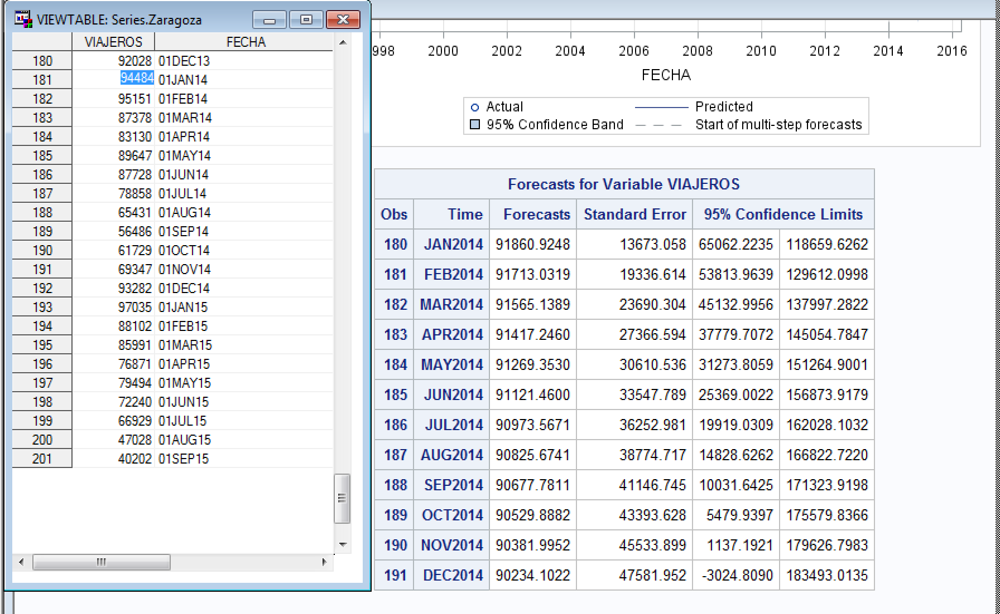 VIEWTABLE: Series.Zaragoza
VIAJEROS FECHA
180 92028 01DEC13
181 94484 01JAN14
182 95151 01FEB14
183 87378 01MAR14
184 83130 01APR14
185 89647 01MAY14
186 87728 01JUN14
187 78858 01JUL14
188 65431 01AUG14
189 56486 01SEP14
190 61729 01OCT14
191 69347 01NOV14
192 93282 01DEC14
193 97035 01JAN15
194 88102 01FEB15
195 85991 01MAR15
196 76871 01APR15
197 79494 01MAY15
198 72240 01JUN15
199 66929 01JUL15
200 47028 01AUG15
201 40202 01SEP15
998 2000 2002 2004 2006 2008 2010 2012 2014 2016
FECHA
Actual Predicted
95% Confidence Band Start of multi-step forecasts
Forecasts for Variable VIAJEROS
Obs Time Forecasts Standard Error 95% Confidence Limits
180 JAN2014 91860.9248 13673.058 65062.2235 118659.6262
181 FEB2014 91713.0319 19336.614 53813.9639 129612.0998
182 MAR2014 91565.1389 23690.304 45132.9956 137997.2822
183 APR2014 91417.2460 27366.594 37779.7072 145054.7847
184 MAY2014 91269.3530 30610.536 31273.8059 151264.9001
185 JUN2014 91121.4600 33547.789 25369.0022 156873.9179
186 JUL2014 90973.5671 36252.981 19919.0309 162028.1032
187 AUG2014 90825.6741 38774.717 14828.6262 166822.7220
188 SEP2014 90677.7811 41146.745 10031.6425 171323.9198
189 OCT2014 90529.8882 43393.628 5479.9397 175579.8366
190 NOV2014 90381.9952 45533.899 1137.1921 179626.7983
191 DEC2014 90234.1022 47581.952 -3024.8090 183493.0135